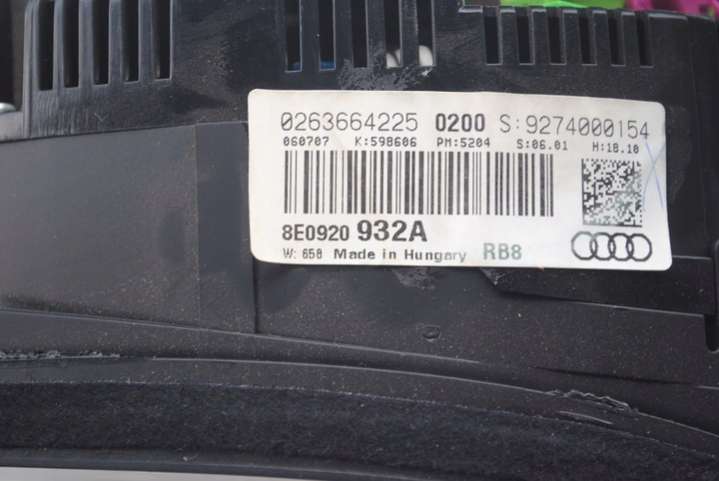 0263664225 0200 S:9274000154
060707 K:598606 PM:5204 S:06.01 H:18.10
8E0920 932A
W: 658 Made in Hungary RB8